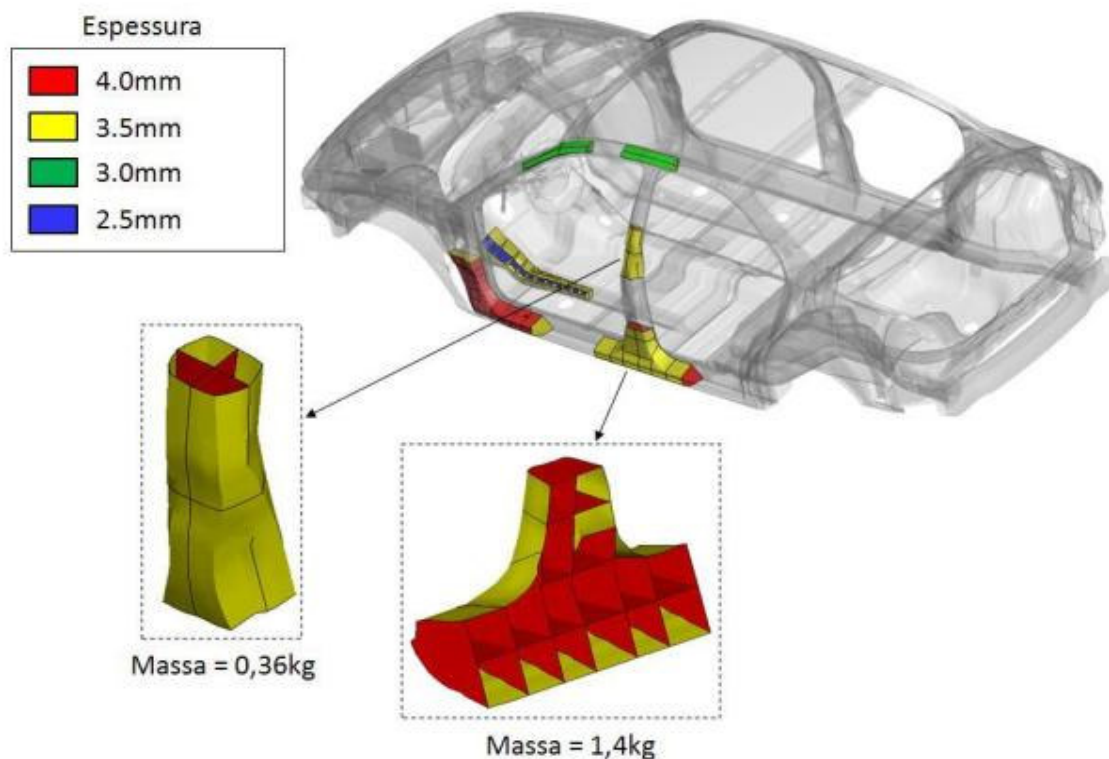 Espessura
4.0mm
3.5mm
3.0mm
2.5mm
Massa = 0,36kg
Massa = 1,4kg